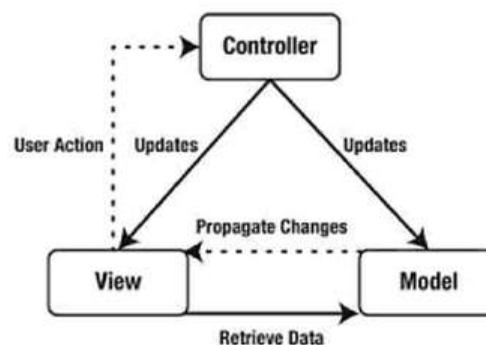 Controller
User Action
Updates
Updates
Propagate Changes
View
Model
Retrieve Data